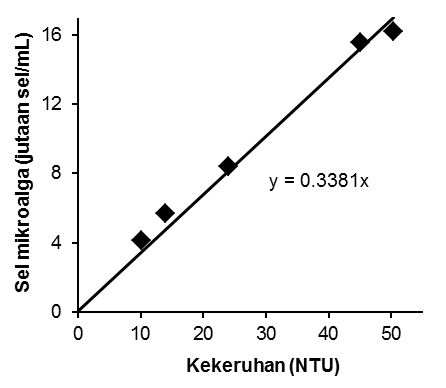 16
12
8
4
0
Sel mikroalga (jutaan sel/mL)
y = 0.3381x
0 10 20 30 40 50
Kekeruhan (NTU)